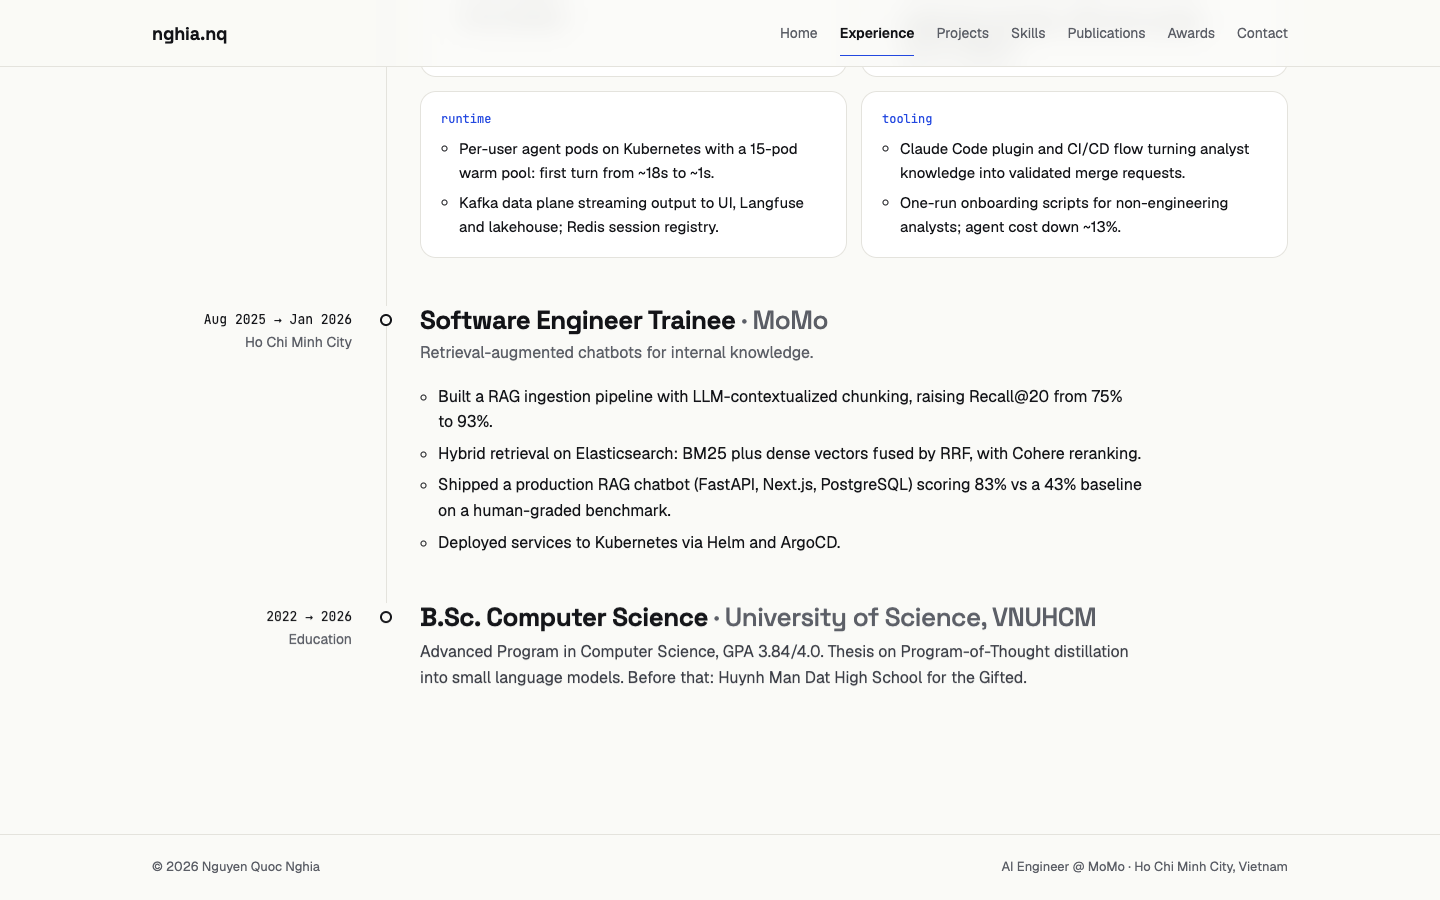 nghia.nq
Home Experience Projects Skills Publications Awards Contact
runtime
Per-user agent pods on Kubernetes with a 15-pod
warm pool: first turn from ~18s to ~1s.
Kafka data plane streaming output to UI, Langfuse
and lakehouse; Redis session registry.
tooling
Claude Code plugin and CI/CD flow turning analyst
knowledge into validated merge requests.
One-run onboarding scripts for non-engineering
analysts; agent cost down ~13%.
Aug 2025 → Jan 2026
Ho Chi Minh City
Software Engineer Trainee · MoMo
Retrieval-augmented chatbots for internal knowledge.
Built a RAG ingestion pipeline with LLM-contextualized chunking, raising Recall@20 from 75%
to 93%.
Hybrid retrieval on Elasticsearch: BM25 plus dense vectors fused by RRF, with Cohere reranking.
Shipped a production RAG chatbot (FastAPI, Next.js, PostgreSQL) scoring 83% vs a 43% baseline
on a human-graded benchmark.
Deployed services to Kubernetes via Helm and ArgoCD.
2022 → 2026
Education
B.Sc. Computer Science · University of Science, VNUHCM
Advanced Program in Computer Science, GPA 3.84/4.0. Thesis on Program-of-Thought distillation
into small language models. Before that: Huynh Man Dat High School for the Gifted.
© 2026 Nguyen Quoc Nghia
AI Engineer @ MoMo · Ho Chi Minh City, Vietnam